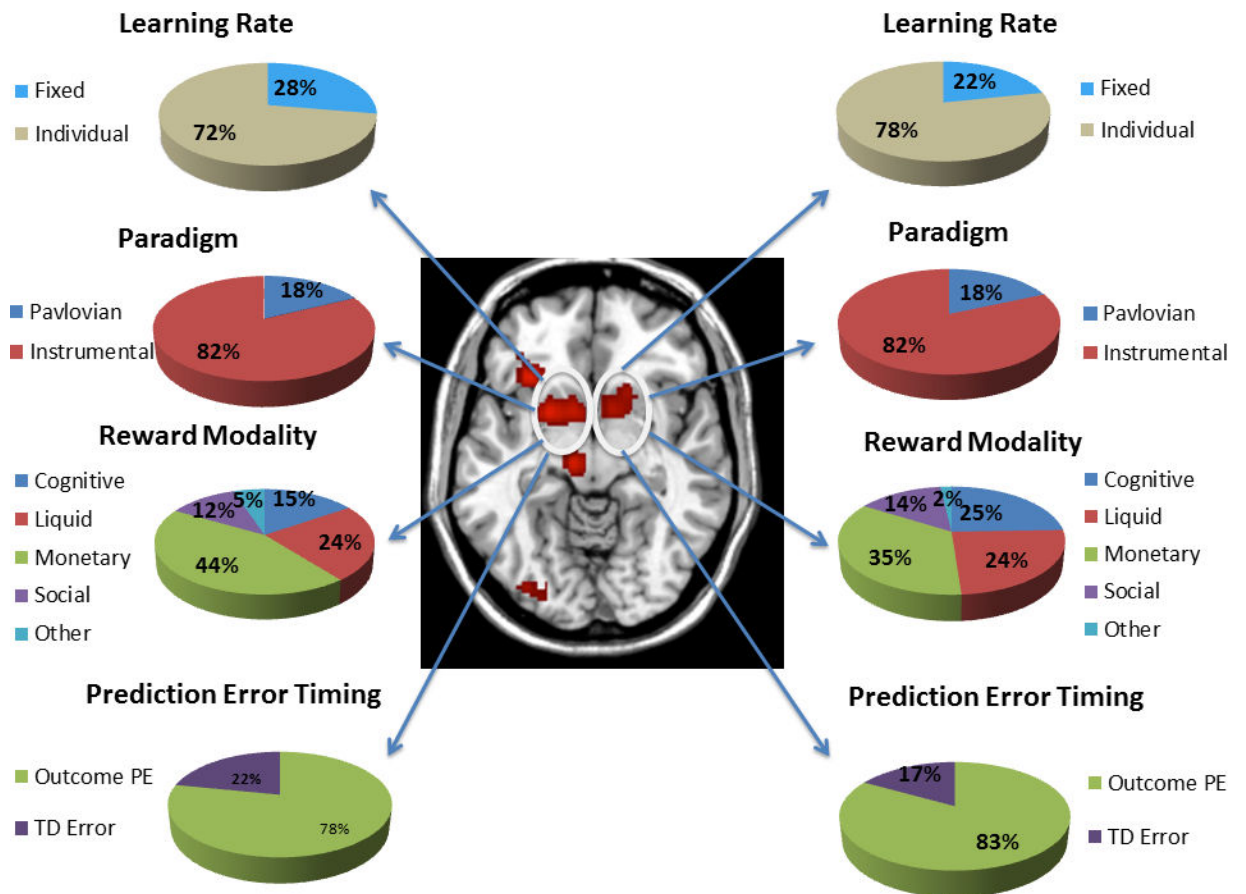 Learning Rate
Fixed
Individual
28%
72%
Paradigm
Pavlovian
Instrumental
18%
82%
Reward Modality
Cognitive
Liquid
Monetary
Social
Other
15%
24%
44%
12%
5%
Prediction Error Timing
Outcome PE
TD Error
22%
78%
Learning Rate
22%
78%
Fixed
Individual
Paradigm
18%
82%
Pavlovian
Instrumental
Reward Modality
25%
24%
35%
14%
2%
Cognitive
Liquid
Monetary
Social
Other
Prediction Error Timing
17%
83%
Outcome PE
TD Error